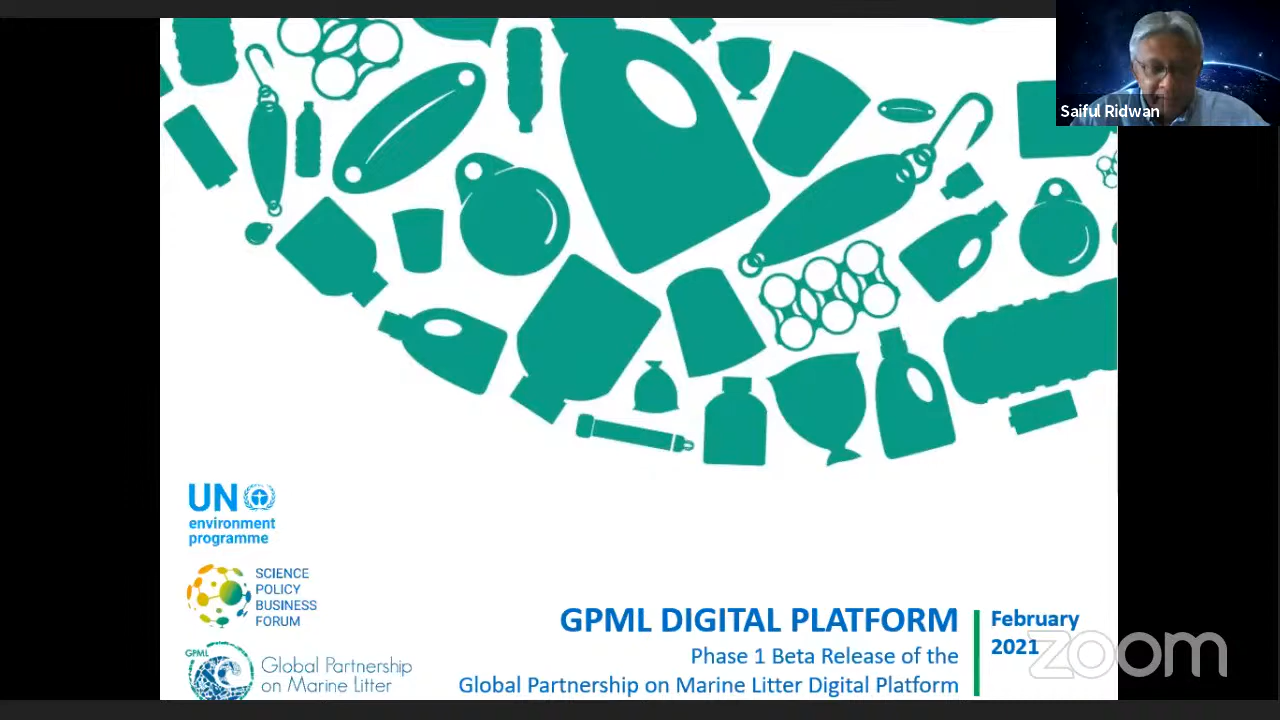 Saiful Ridwan
UN
environment
programme
SCIENCE
POLICY
BUSINESS
FORUM
GPML
Global Partnership
on Marine Litter
GPML DIGITAL PLATFORM
Phase 1 Beta Release of the
Global Partnership on Marine Litter Digital Platform
February
2021
zoom